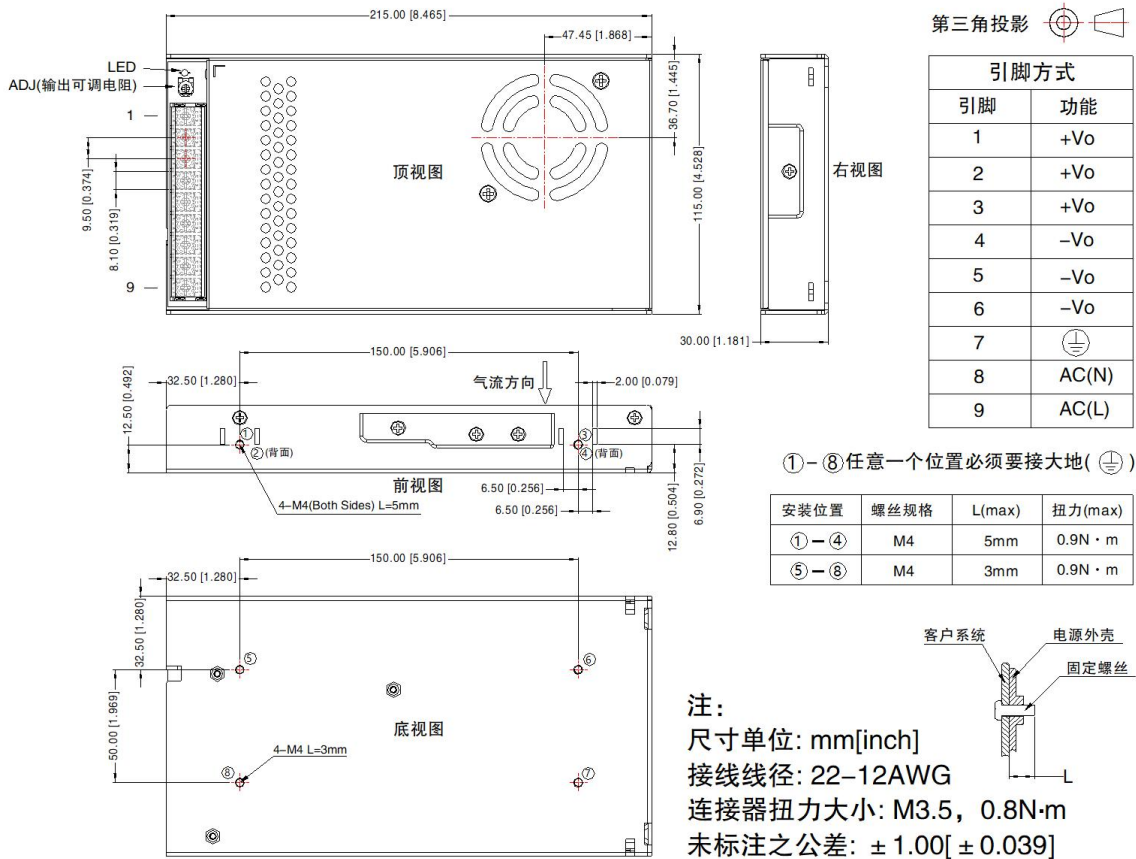 215.00 [8.465]
47.45 [1.868]
36.70 [1.445]
115.00 [4.528]
LED
ADJ(输出可调电阻)
1
9
9.50 [0.374]
8.10 [0.319]
顶视图
右视图
30.00 [1.181]
第三角投影
引脚方式
引脚 功能
1 +Vo
2 +Vo
3 +Vo
4 −Vo
5 −Vo
6 −Vo
7
8 AC(N)
9 AC(L)
150.00 [5.906]
32.50 [1.280]
气流方向
2.00 [0.079]
12.50 [0.492]
①
②(背面)
③
④(背面)
前视图
4−M4(Both Sides) L=5mm
6.50 [0.256]
6.50 [0.256]
12.80 [0.504]
6.90 [0.272]
①−⑧任意一个位置必须要接大地(⏚)
安装位置 螺丝规格 L(max) 扭力(max)
①−④ M4 5mm 0.9N・m
⑤−⑧ M4 3mm 0.9N・m
150.00 [5.906]
32.50 [1.280]
32.50 [1.280]
50.00 [1.969]
⑤
⑥
底视图
4−M4 L=3mm
⑧
⑦
客户系统
电源外壳
固定螺丝
L
注:
尺寸单位: mm[inch]
接线线径: 22−12AWG
连接器扭力大小: M3.5，0.8N·m
未标注之公差: ±1.00[±0.039]